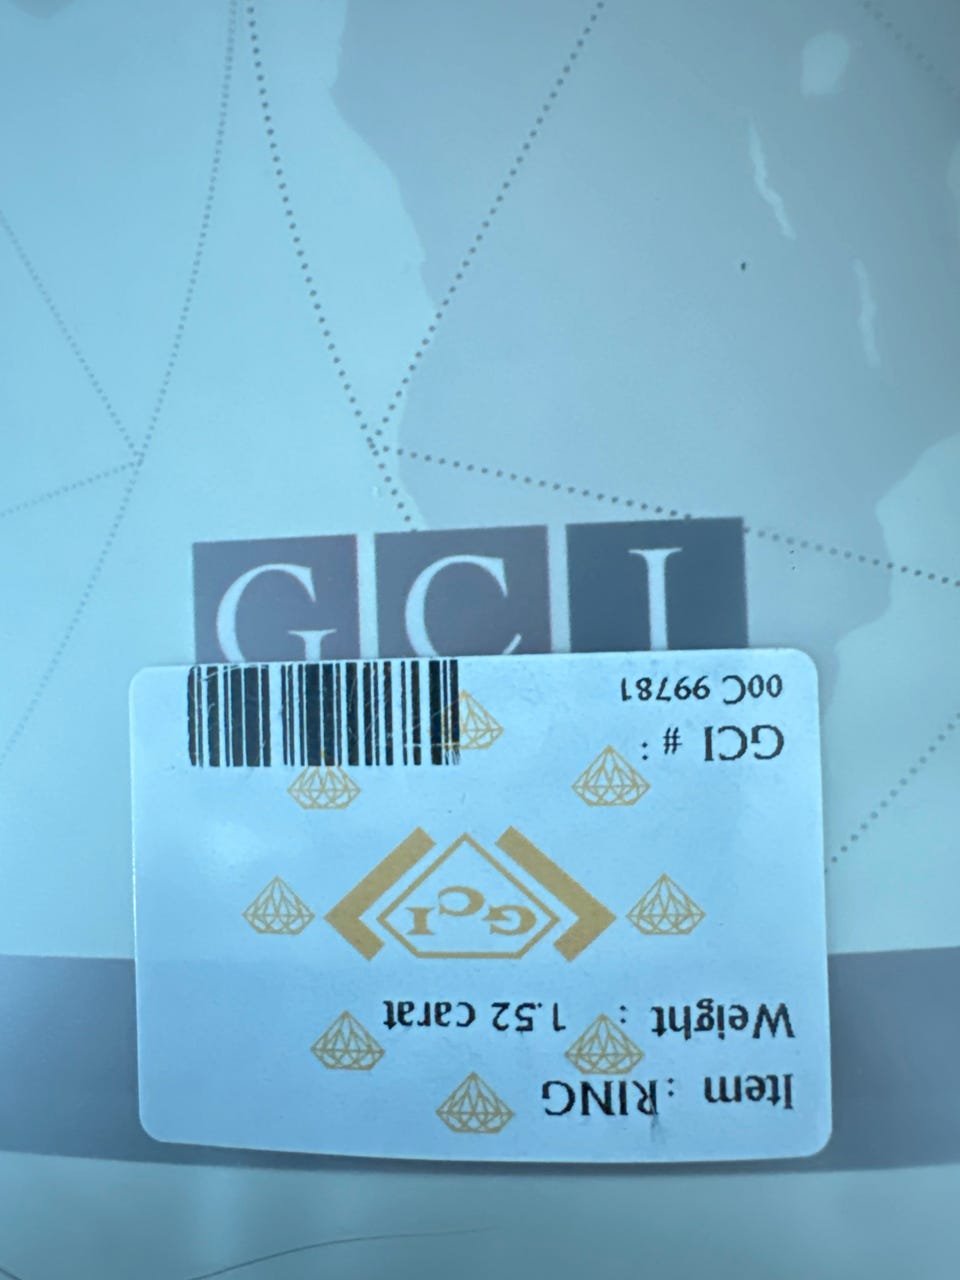 GCI
Item : RING
Weight : 1.52 carat
GCI
GCI # :
00C 99781